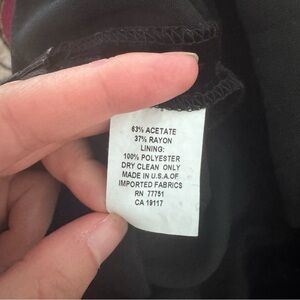 63% ACETATE
37% RAYON
LINING:
100% POLYESTER
DRY CLEAN ONLY
MADE IN U.S.A.OF
IMPORTED FABRICS
RN 77751
CA 19117